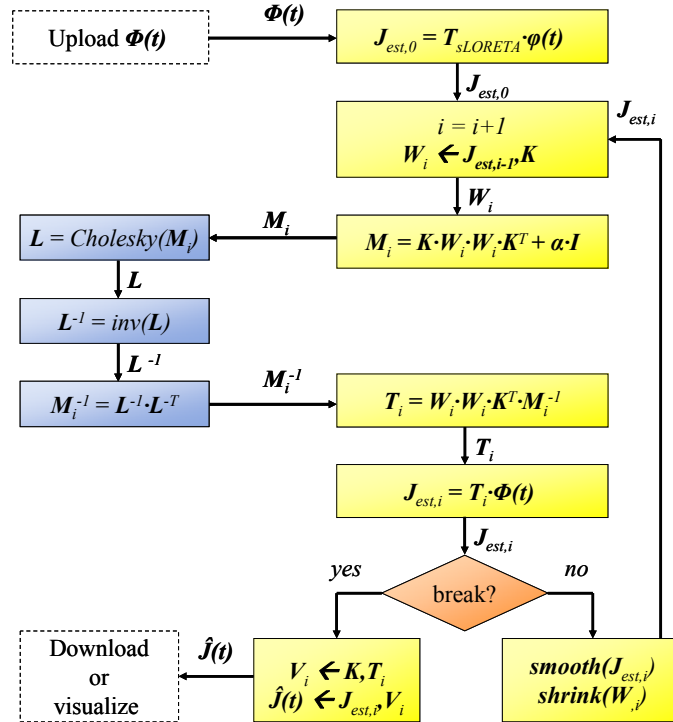 Upload Φ(t)
Φ(t)
J_est,0 = T_sLORETA·φ(t)
J_est,0
i = i+1
W_i ← J_est,i-1,K
J_est,i
W_i
M_i = K·W_i·W_i·K^T + α·I
M_i
L = Cholesky(M_i)
L
L^-1 = inv(L)
L^-1
M_i^-1 = L^-1·L^-T
M_i^-1
T_i = W_i·W_i·K^T·M_i^-1
T_i
J_est,i = T_i·Φ(t)
J_est,i
break?
yes
no
smooth(J_est,i)
shrink(W_,i)
V_i ← K,T_i
Ĵ(t) ← J_est,i,V_i
Ĵ(t)
Download
or
visualize